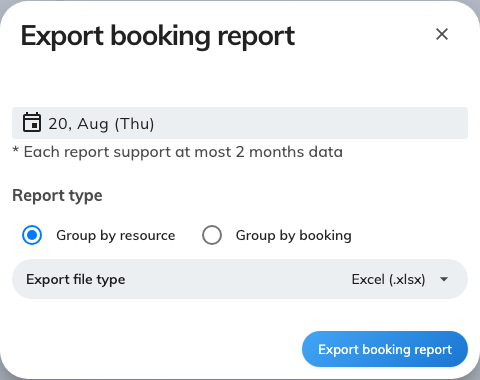 Export booking report
20, Aug (Thu)
* Each report support at most 2 months data
Report type
Group by resource Group by booking
Export file type Excel (.xlsx)
Export booking report